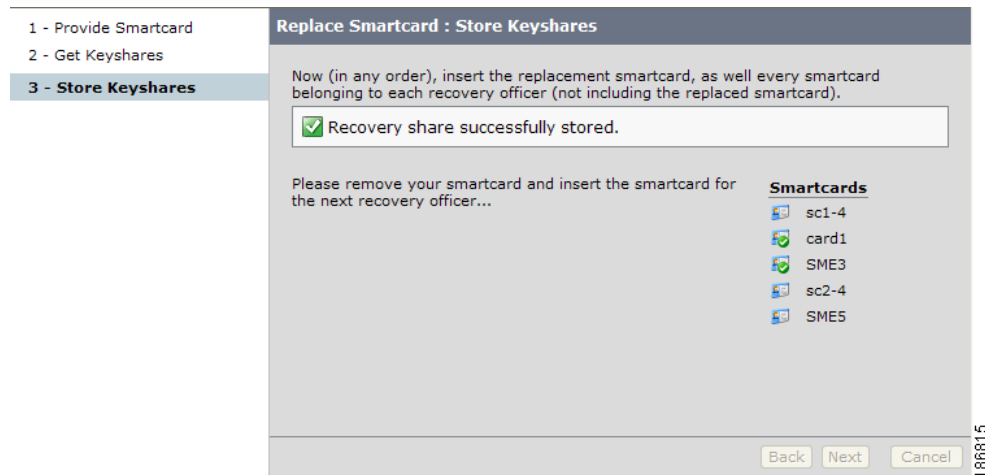 1 - Provide Smartcard
2 - Get Keyshares
3 - Store Keyshares
Replace Smartcard : Store Keyshares
Now (in any order), insert the replacement smartcard, as well every smartcard
belonging to each recovery officer (not including the replaced smartcard).
Recovery share successfully stored.
Please remove your smartcard and insert the smartcard for
the next recovery officer...
Smartcards
sc1-4
card1
SME3
sc2-4
SME5
Back Next Cancel
186815